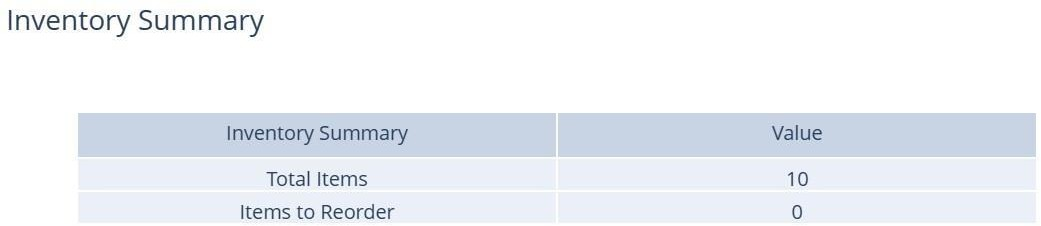 Inventory Summary
Inventory Summary Value
Total Items 10
Items to Reorder 0